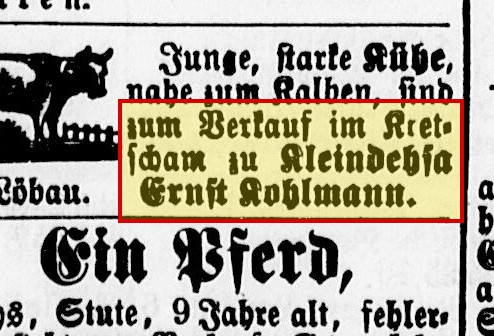 Junge, starke Kühe,
nahe zum Kalben, sind
zum Verkauf im Kret-
scham zu Kleindehsa
Ernst Kohlmann.
Löbau.
Ein Pferd,
Stute, 9 Jahre alt, fehler-